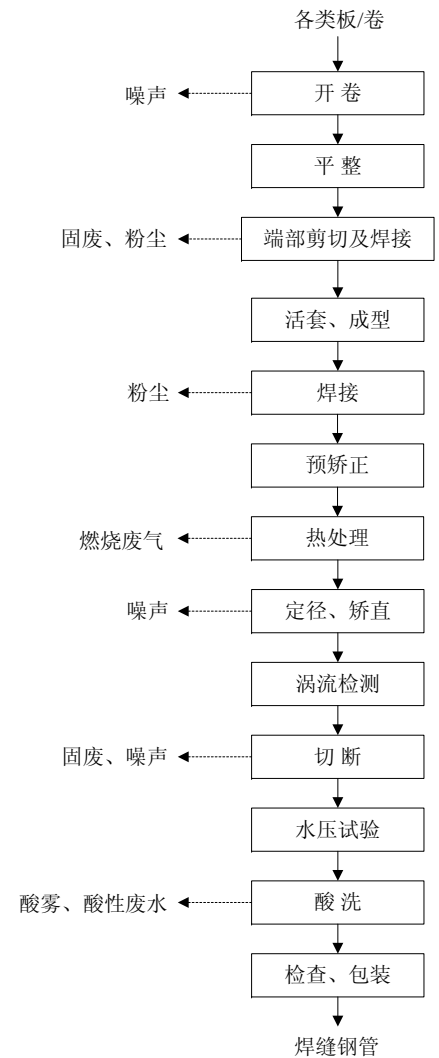 各类板/卷
噪声
开 卷
平 整
固废、粉尘
端部剪切及焊接
活套、成型
粉尘
焊接
预矫正
燃烧废气
热处理
噪声
定径、矫直
涡流检测
固废、噪声
切 断
水压试验
酸雾、酸性废水
酸 洗
检查、包装
焊缝钢管